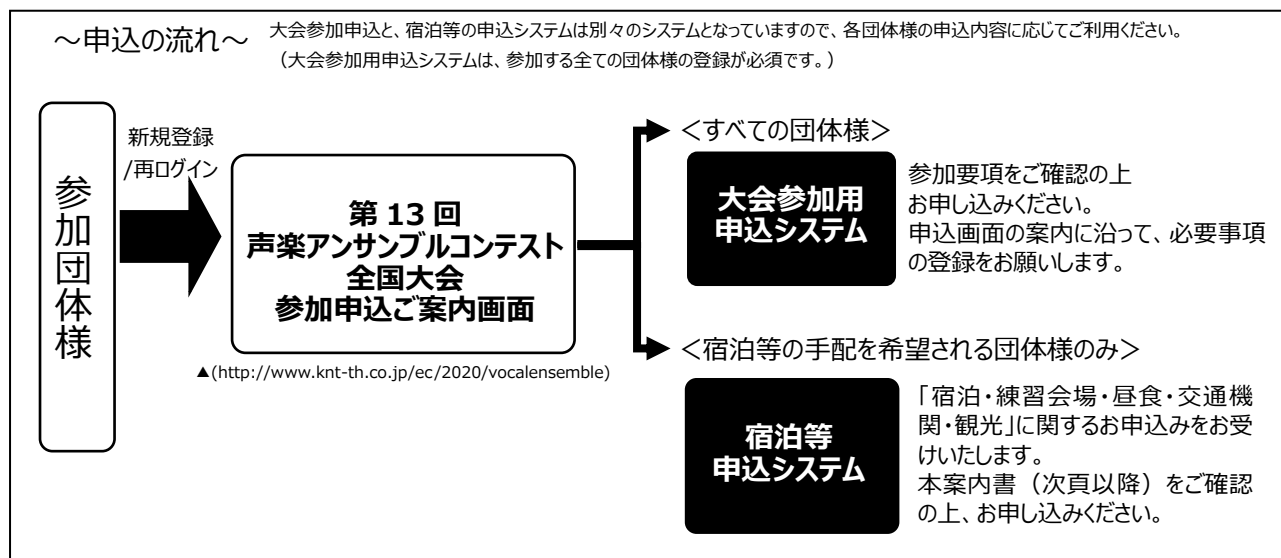 ～申込の流れ～
大会参加申込と、宿泊等の申込システムは別々のシステムとなっていますので、各団体様の申込内容に応じてご利用ください。
（大会参加用申込システムは、参加する全ての団体様の登録が必須です。）
参加団体様
新規登録
/再ログイン
第 13 回
声楽アンサンブルコンテスト
全国大会
参加申込ご案内画面
▲(http://www.knt-th.co.jp/ec/2020/vocalensemble)
＜すべての団体様＞
大会参加用
申込システム
参加要項をご確認の上
お申し込みください。
申込画面の案内に沿って、必要事項
の登録をお願いします。
＜宿泊等の手配を希望される団体様のみ＞
宿泊等
申込システム
「宿泊・練習会場・昼食・交通機
関・観光」に関するお申込みをお受
けいたします。
本案内書（次頁以降）をご確認
の上、お申し込みください。